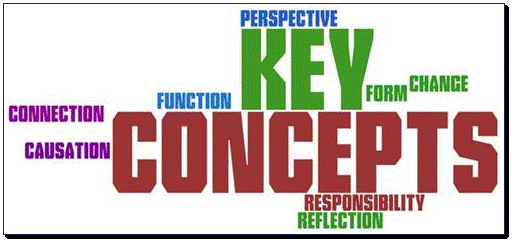 PERSPECTIVE
KEY
FORM
CHANGE
FUNCTION
CONNECTION
CONCEPTS
CAUSATION
RESPONSIBILITY
REFLECTION